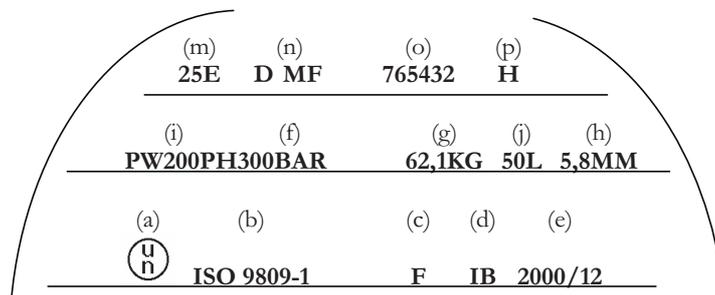 (m) (n) (o) (p)
25E D MF 765432 H
(i) (f) (g) (j) (h)
PW200PH300BAR 62,1KG 50L 5,8MM
(a) (b) (c) (d) (e)
un ISO 9809-1 F IB 2000/12